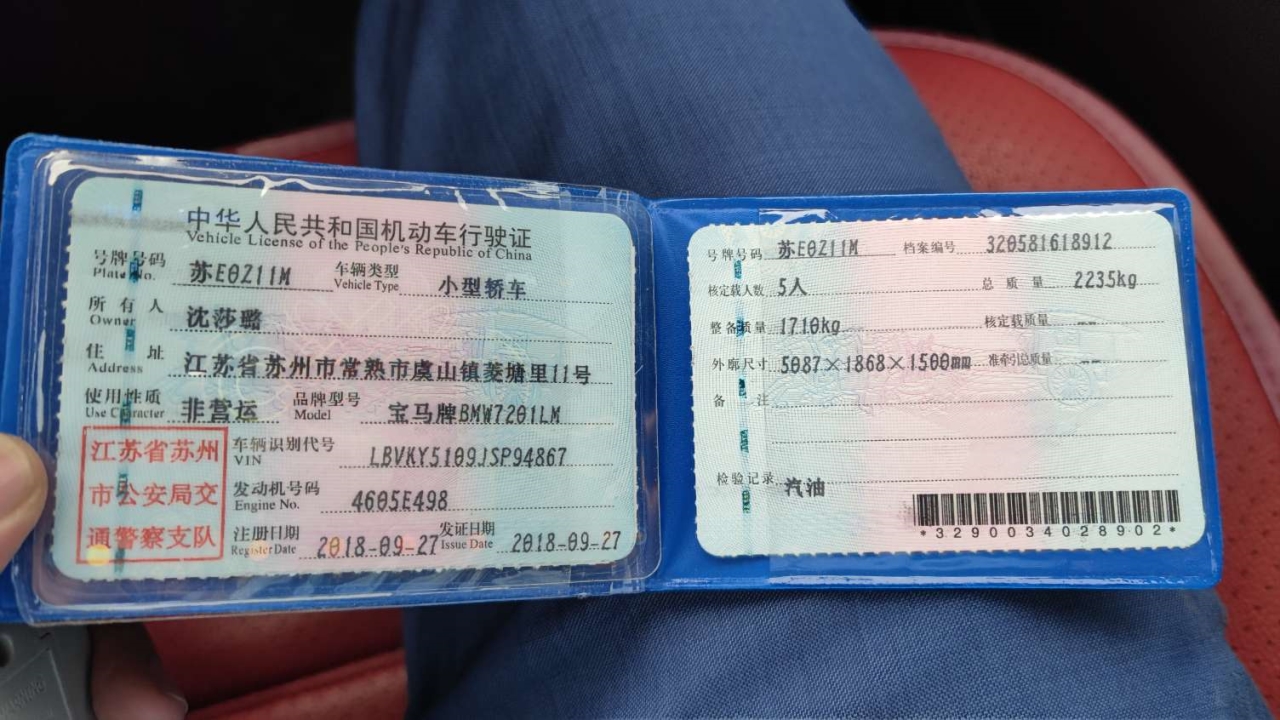 中华人民共和国机动车行驶证
Vehicle License of the People's Republic of China
号牌号码 Plate No. 苏E0Z11M 车辆类型 Vehicle Type 小型轿车
所有人 Owner 沈莎璐
住址 Address 江苏省苏州市常熟市虞山镇菱塘里11号
使用性质 Use Character 非营运 品牌型号 Model 宝马牌BMW7201LM
江苏省苏州
市公安局交
通警察支队
车辆识别代号 VIN LBVKY5109JSP94867
发动机号码 Engine No. 4605E498
注册日期 Register Date 2018-09-27 发证日期 Issue Date 2018-09-27
号牌号码 苏E0Z11M 档案编号 320581618912
核定载人数 5人 总质量 2235kg
整备质量 1710kg 核定载质量 --
外廓尺寸 5087×1868×1500mm 准牵引总质量 --
备注
检验记录 汽油
*3290034028902*